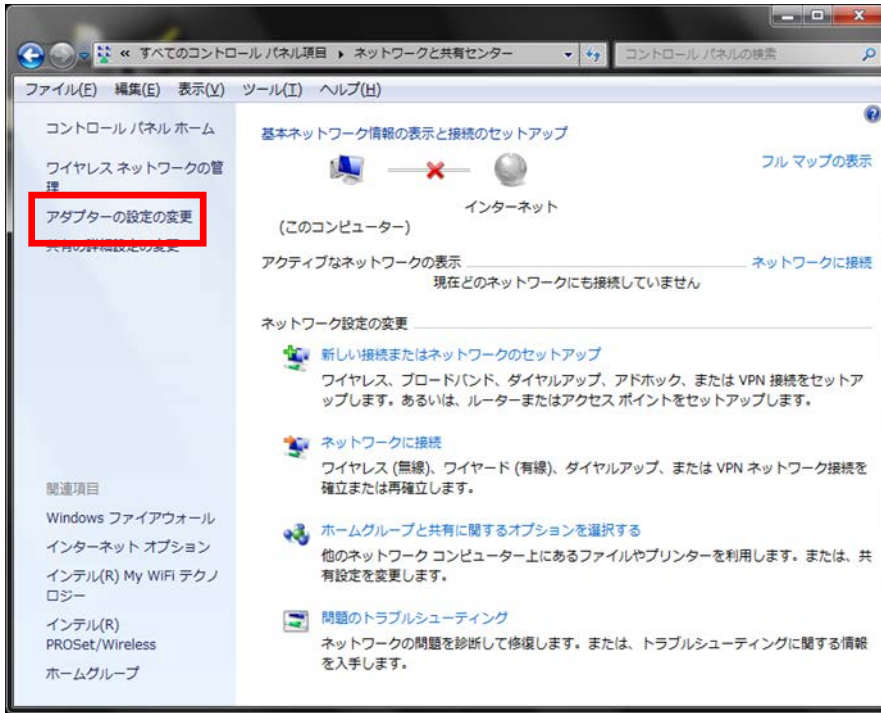 « すべてのコントロール パネル項目 ▸ ネットワークと共有センター
コントロール パネルの検索
ファイル(F) 編集(E) 表示(V) ツール(T) ヘルプ(H)
コントロール パネル ホーム
ワイヤレス ネットワークの管
理
アダプターの設定の変更
共有の詳細設定の変更
関連項目
Windows ファイアウォール
インターネット オプション
インテル(R) My WiFi テクノ
ロジー
インテル(R)
PROSet/Wireless
ホームグループ
基本ネットワーク情報の表示と接続のセットアップ
フル マップの表示
インターネット
(このコンピューター)
アクティブなネットワークの表示 ネットワークに接続
現在どのネットワークにも接続していません
ネットワーク設定の変更
新しい接続またはネットワークのセットアップ
ワイヤレス、ブロードバンド、ダイヤルアップ、アドホック、または VPN 接続をセットア
ップします。あるいは、ルーターまたはアクセス ポイントをセットアップします。
ネットワークに接続
ワイヤレス (無線)、ワイヤード (有線)、ダイヤルアップ、または VPN ネットワーク接続を
確立または再確立します。
ホームグループと共有に関するオプションを選択する
他のネットワーク コンピューター上にあるファイルやプリンターを利用します。または、共
有設定を変更します。
問題のトラブルシューティング
ネットワークの問題を診断して修復します。または、トラブルシューティングに関する情報
を入手します。